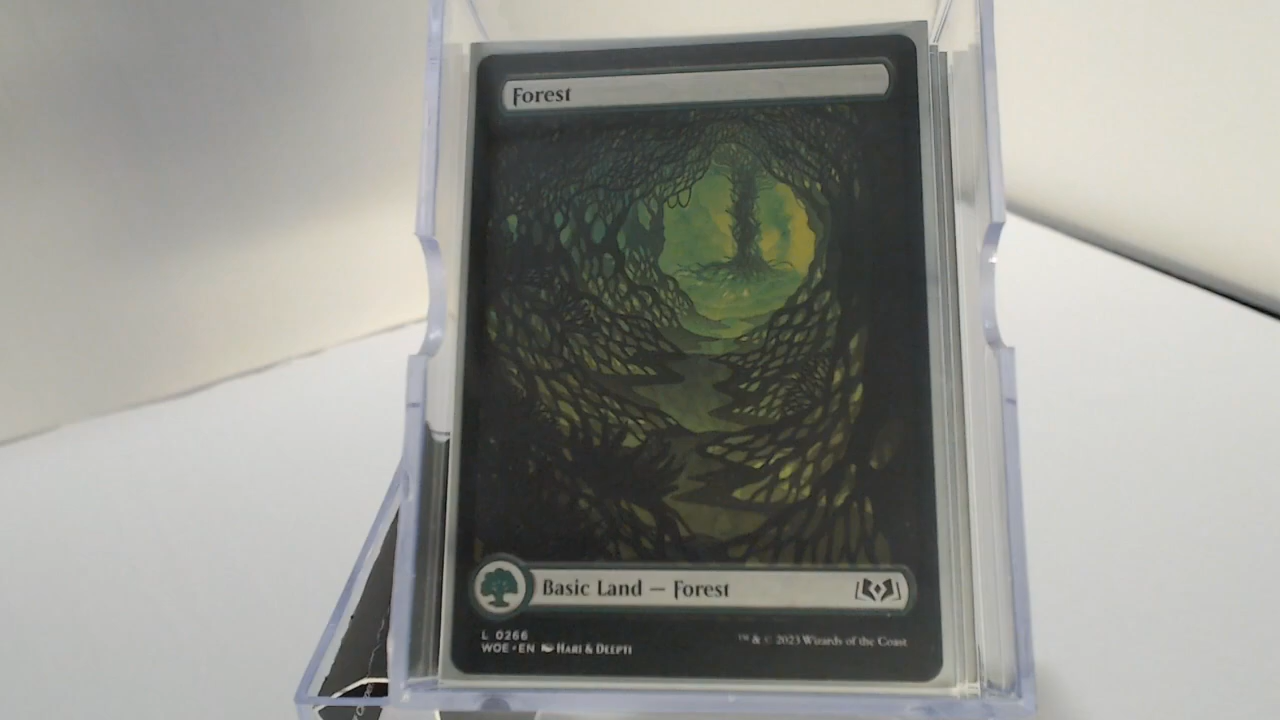 Forest
Basic Land — Forest
L 0266
WOE • EN Hari & Deepti
™ & © 2023 Wizards of the Coast